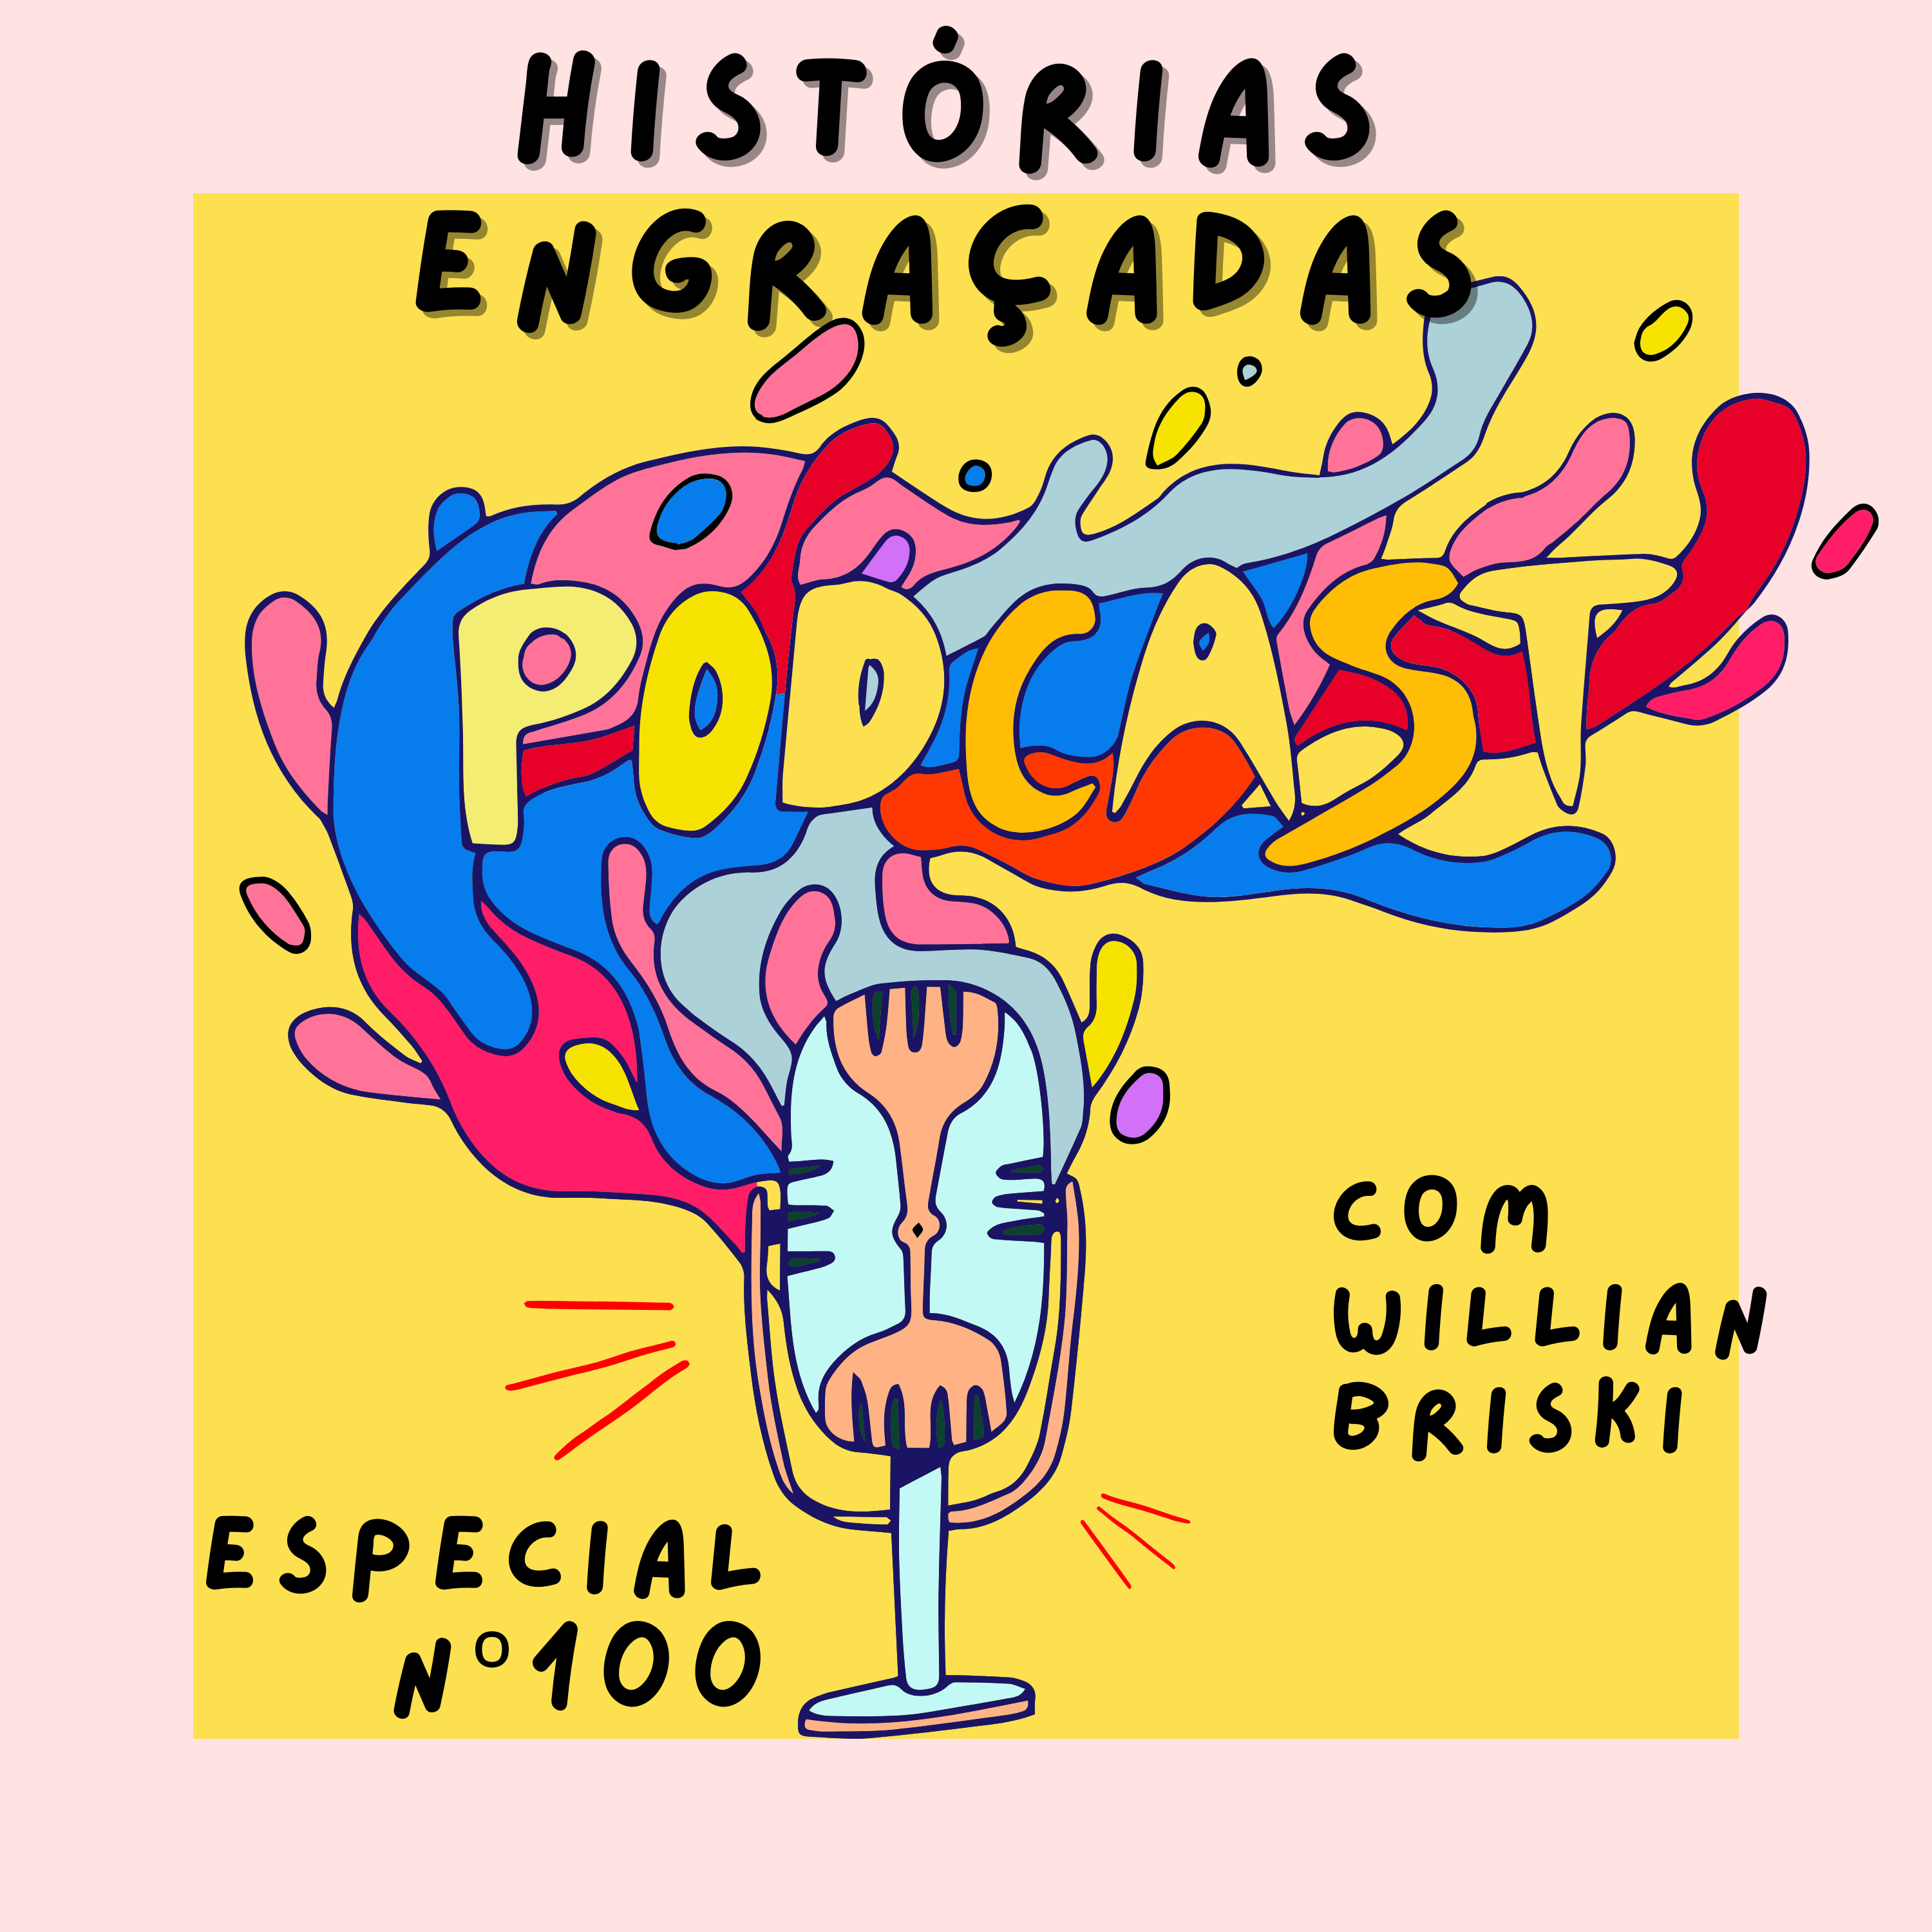 HISTÓRIAS
ENGRAÇADAS
PODCAST
COM
WILLIAN
BRISKI
ESPECIAL
Nº100